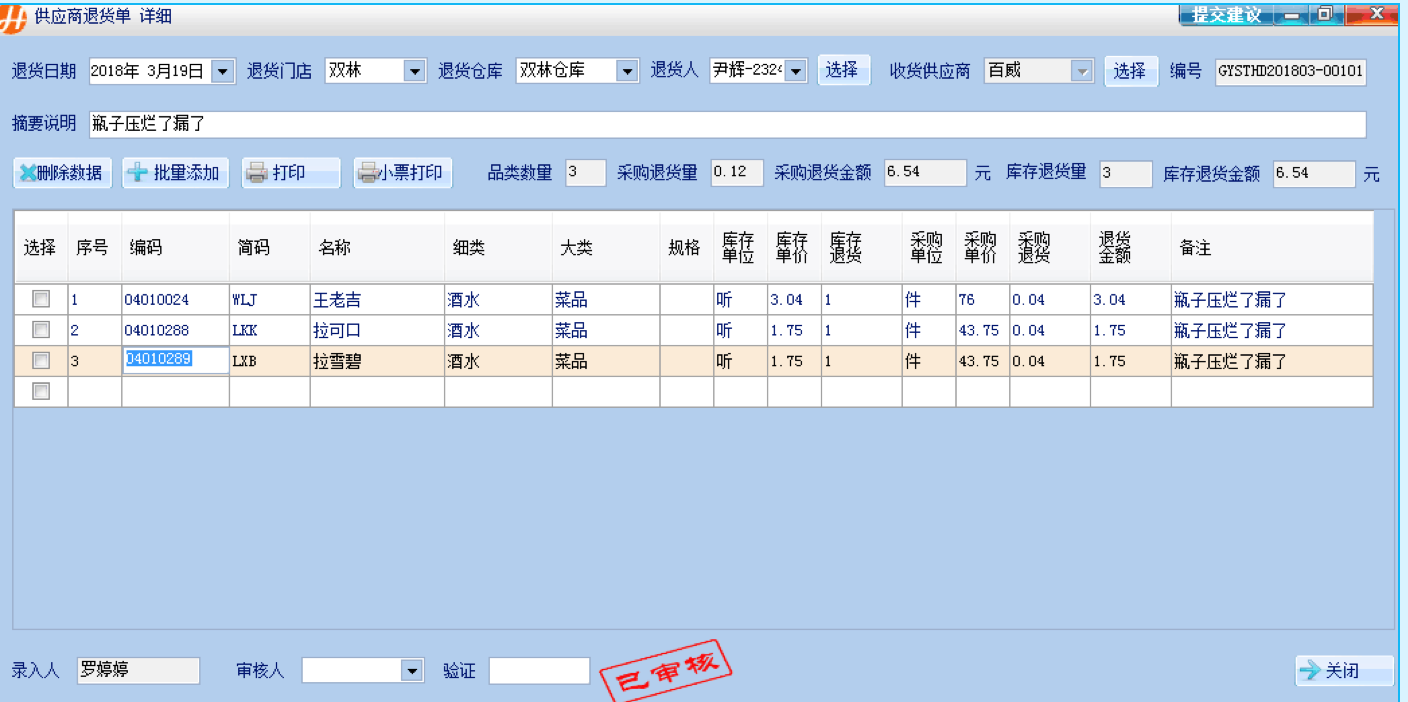 供应商退货单 详细 提交建议
退货日期 2018年 3月19日 退货门店 双林 退货仓库 双林仓库 退货人 尹辉-2324 选择 收货供应商 百威 选择 编号 GYSTHD201803-00101
摘要说明 瓶子压烂了漏了
删除数据 批量添加 打印 小票打印 品类数量 3 采购退货量 0.12 采购退货金额 6.54 元 库存退货量 3 库存退货金额 6.54 元
选择 序号 编码 简码 名称 细类 大类 规格 库存单位 库存单价 库存退货 采购单位 采购单价 采购退货 退货金额 备注
1 04010024 WLJ 王老吉 酒水 菜品 听 3.04 1 件 76 0.04 3.04 瓶子压烂了漏了
2 04010288 LKK 拉可口 酒水 菜品 听 1.75 1 件 43.75 0.04 1.75 瓶子压烂了漏了
3 04010289 LXB 拉雪碧 酒水 菜品 听 1.75 1 件 43.75 0.04 1.75 瓶子压烂了漏了
录入人 罗婷婷 审核人 验证 已审核 关闭